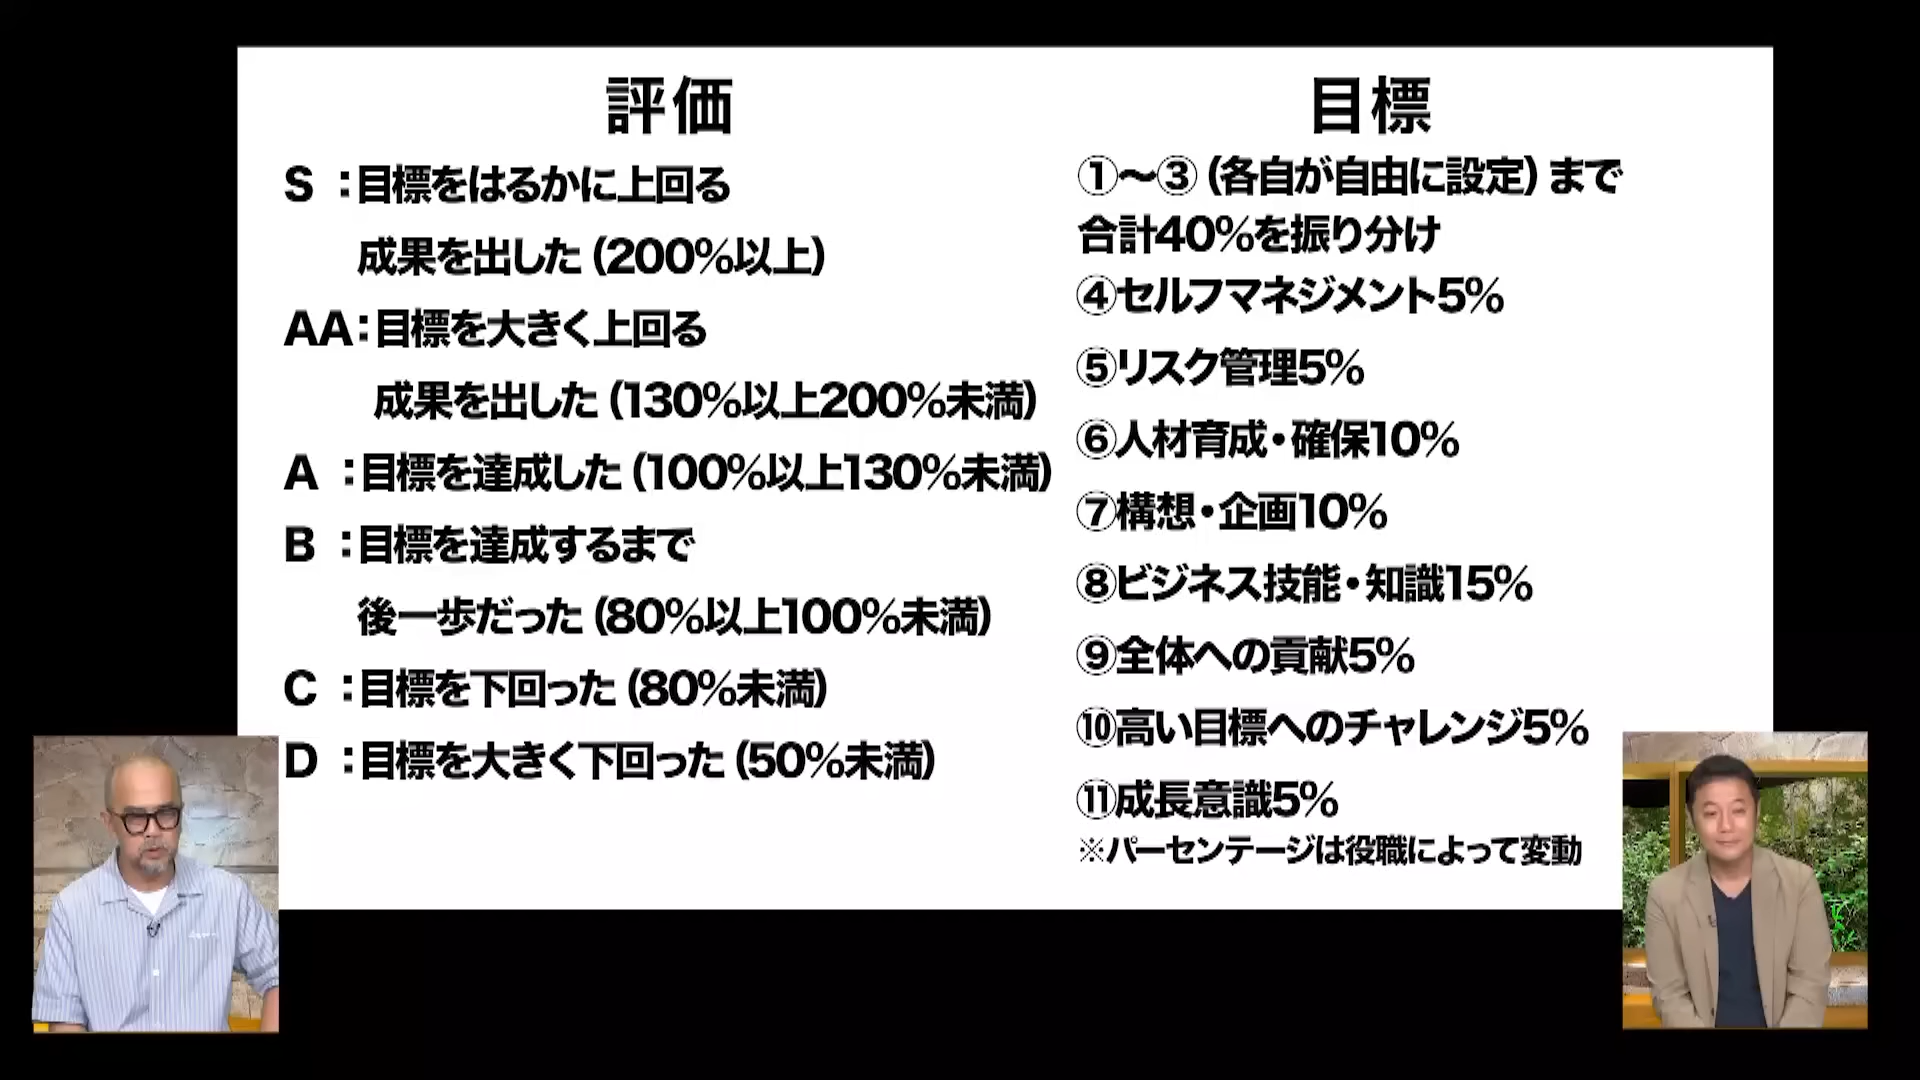 評価
S：目標をはるかに上回る
成果を出した（200%以上）
AA：目標を大きく上回る
成果を出した（130%以上200%未満）
A：目標を達成した（100%以上130%未満）
B：目標を達成するまで
後一歩だった（80%以上100%未満）
C：目標を下回った（80%未満）
D：目標を大きく下回った（50%未満）
目標
①～③（各自が自由に設定）まで
合計40%を振り分け
④セルフマネジメント5%
⑤リスク管理5%
⑥人材育成・確保10%
⑦構想・企画10%
⑧ビジネス技能・知識15%
⑨全体への貢献5%
⑩高い目標へのチャレンジ5%
⑪成長意識5%
※パーセンテージは役職によって変動